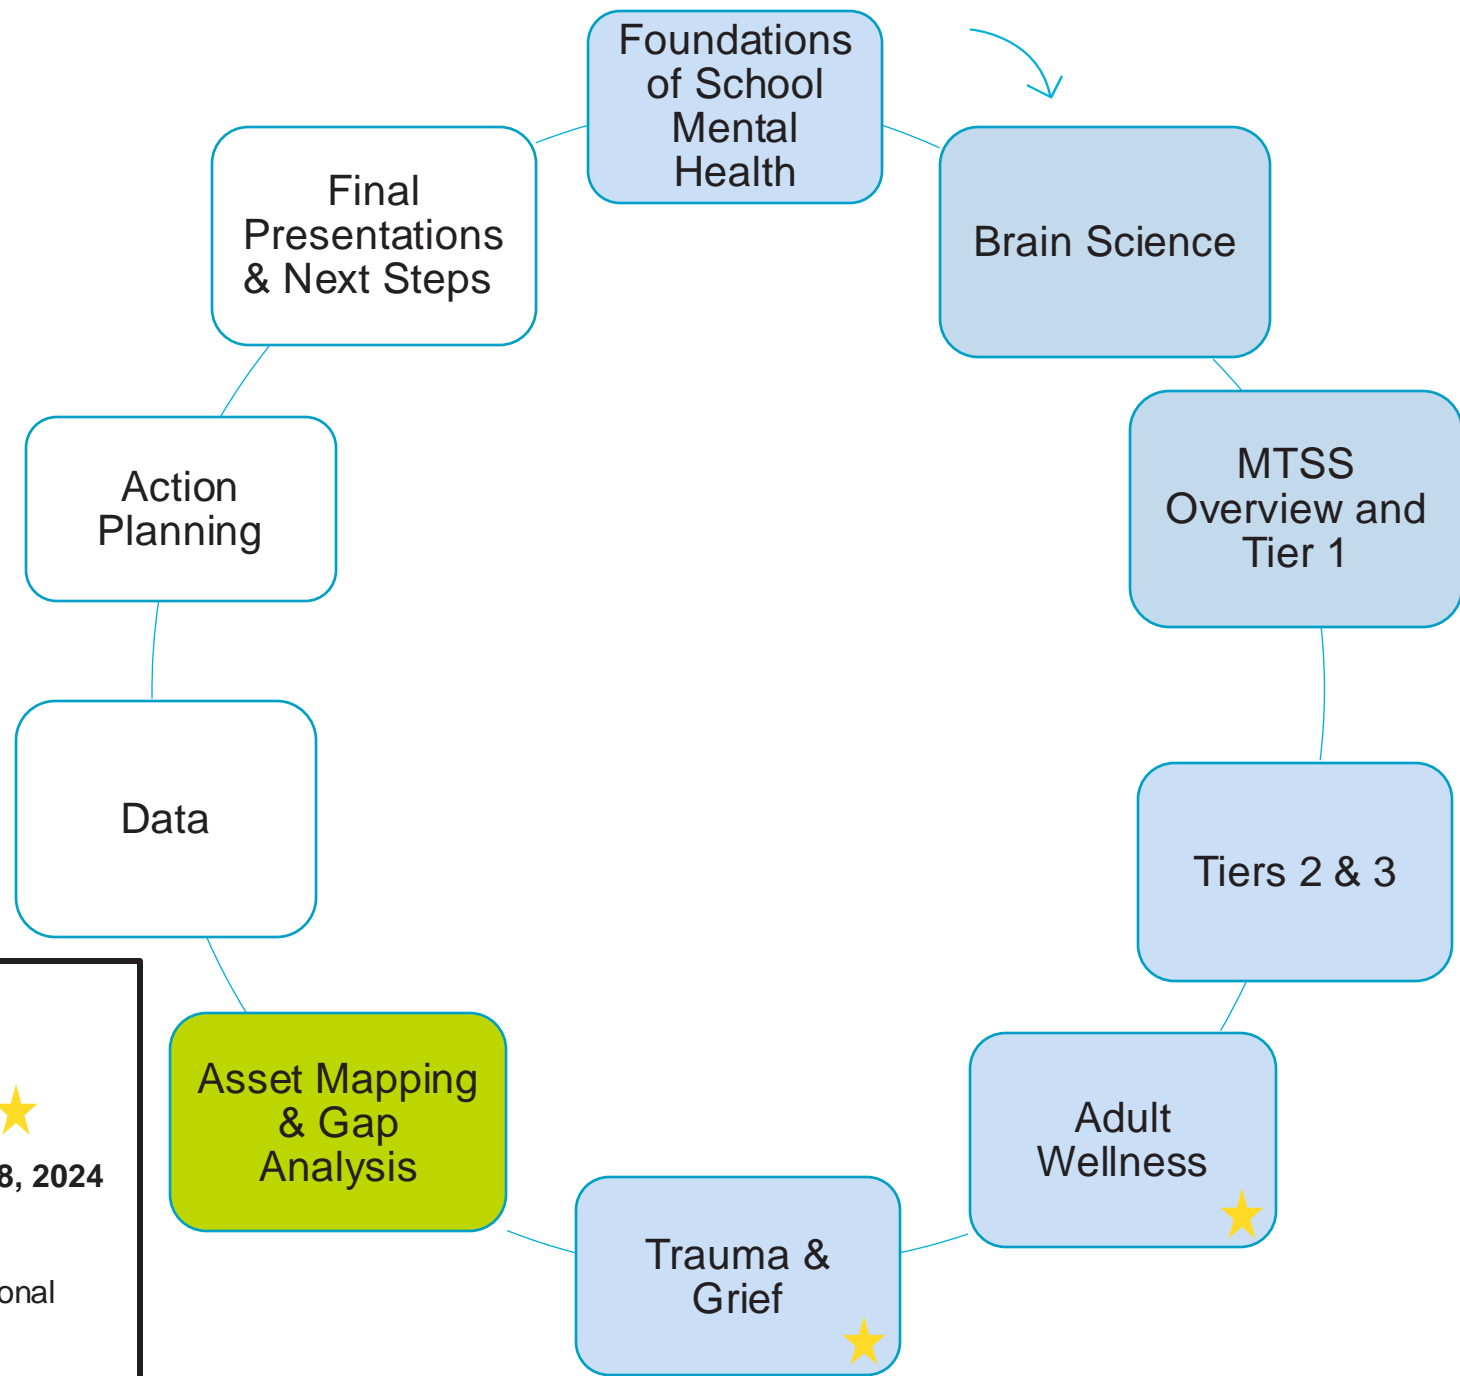 Foundations
of School
Mental
Health
Brain Science
MTSS
Overview and
Tier 1
Tiers 2 & 3
Adult
Wellness
Trauma &
Grief
Asset Mapping
& Gap
Analysis
Data
Action
Planning
Final
Presentations
& Next Steps
8, 2024
onal